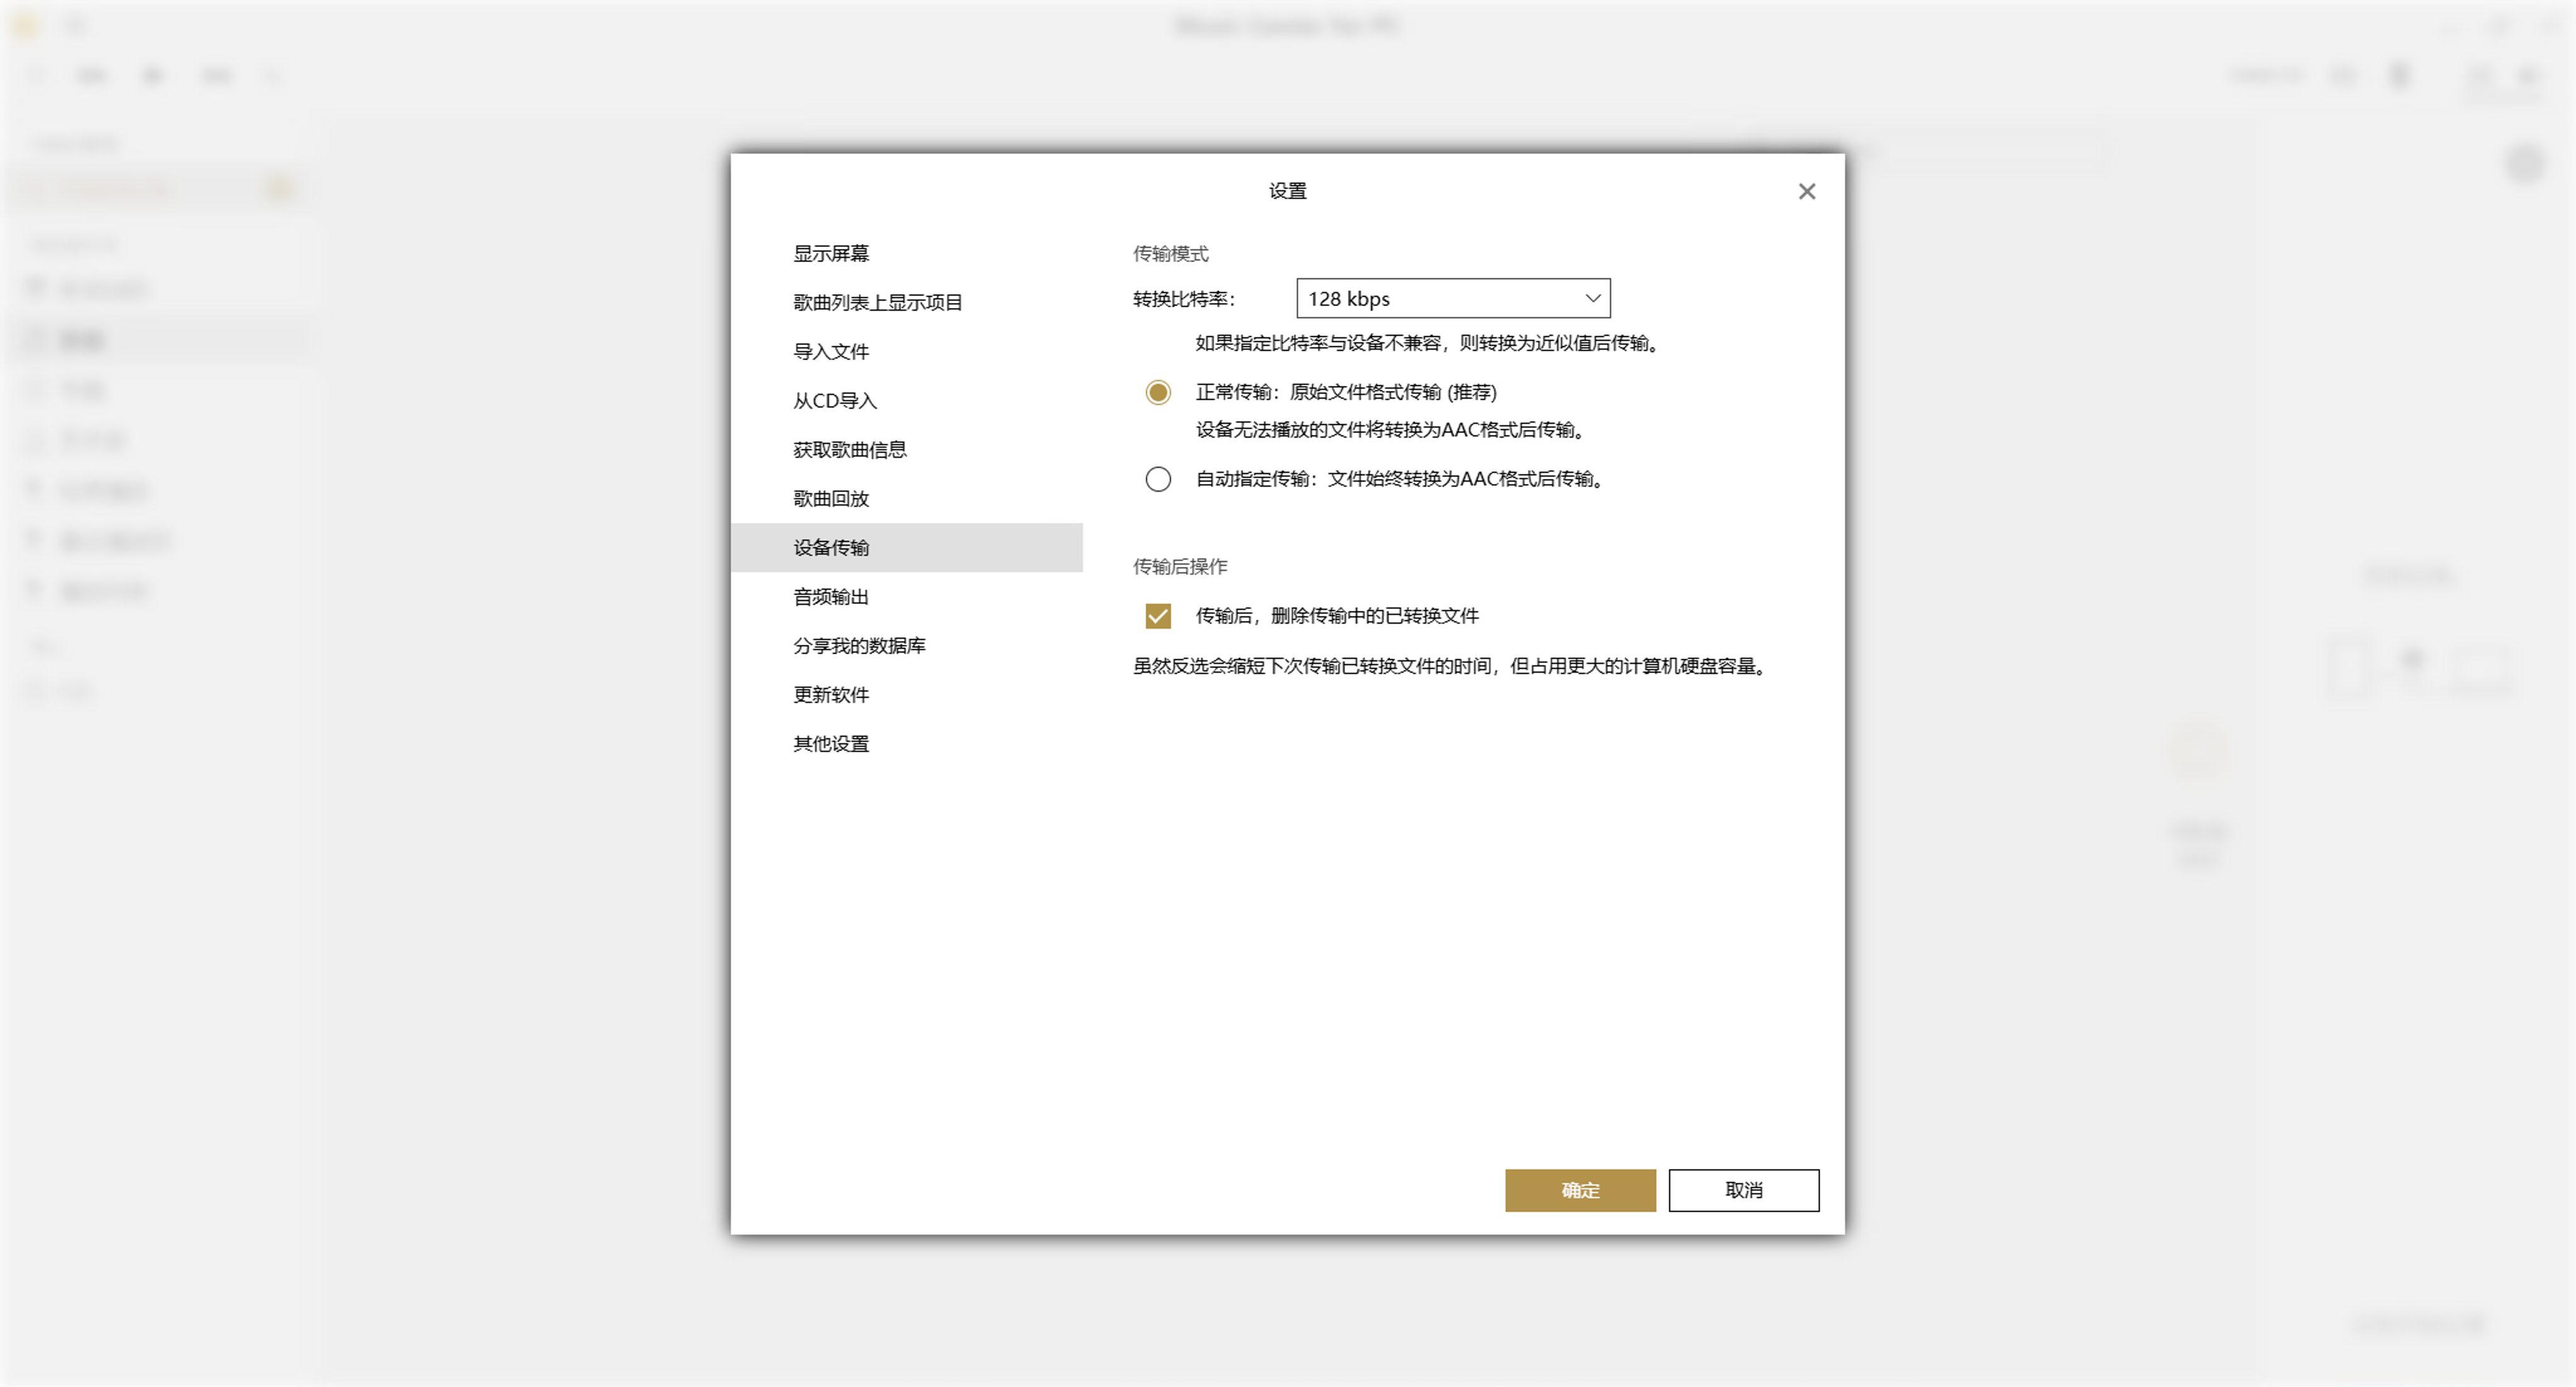 Music Center for PC
设置
显示屏幕
歌曲列表上显示项目
导入文件
从CD导入
获取歌曲信息
歌曲回放
设备传输
音频输出
分享我的数据库
更新软件
其他设置
传输模式
转换比特率：
128 kbps
如果指定比特率与设备不兼容，则转换为近似值后传输。
正常传输：原始文件格式传输 (推荐)
设备无法播放的文件将转换为AAC格式后传输。
自动指定传输：文件始终转换为AAC格式后传输。
传输后操作
传输后，删除传输中的已转换文件
虽然反选会缩短下次传输已转换文件的时间，但占用更大的计算机硬盘容量。
确定
取消